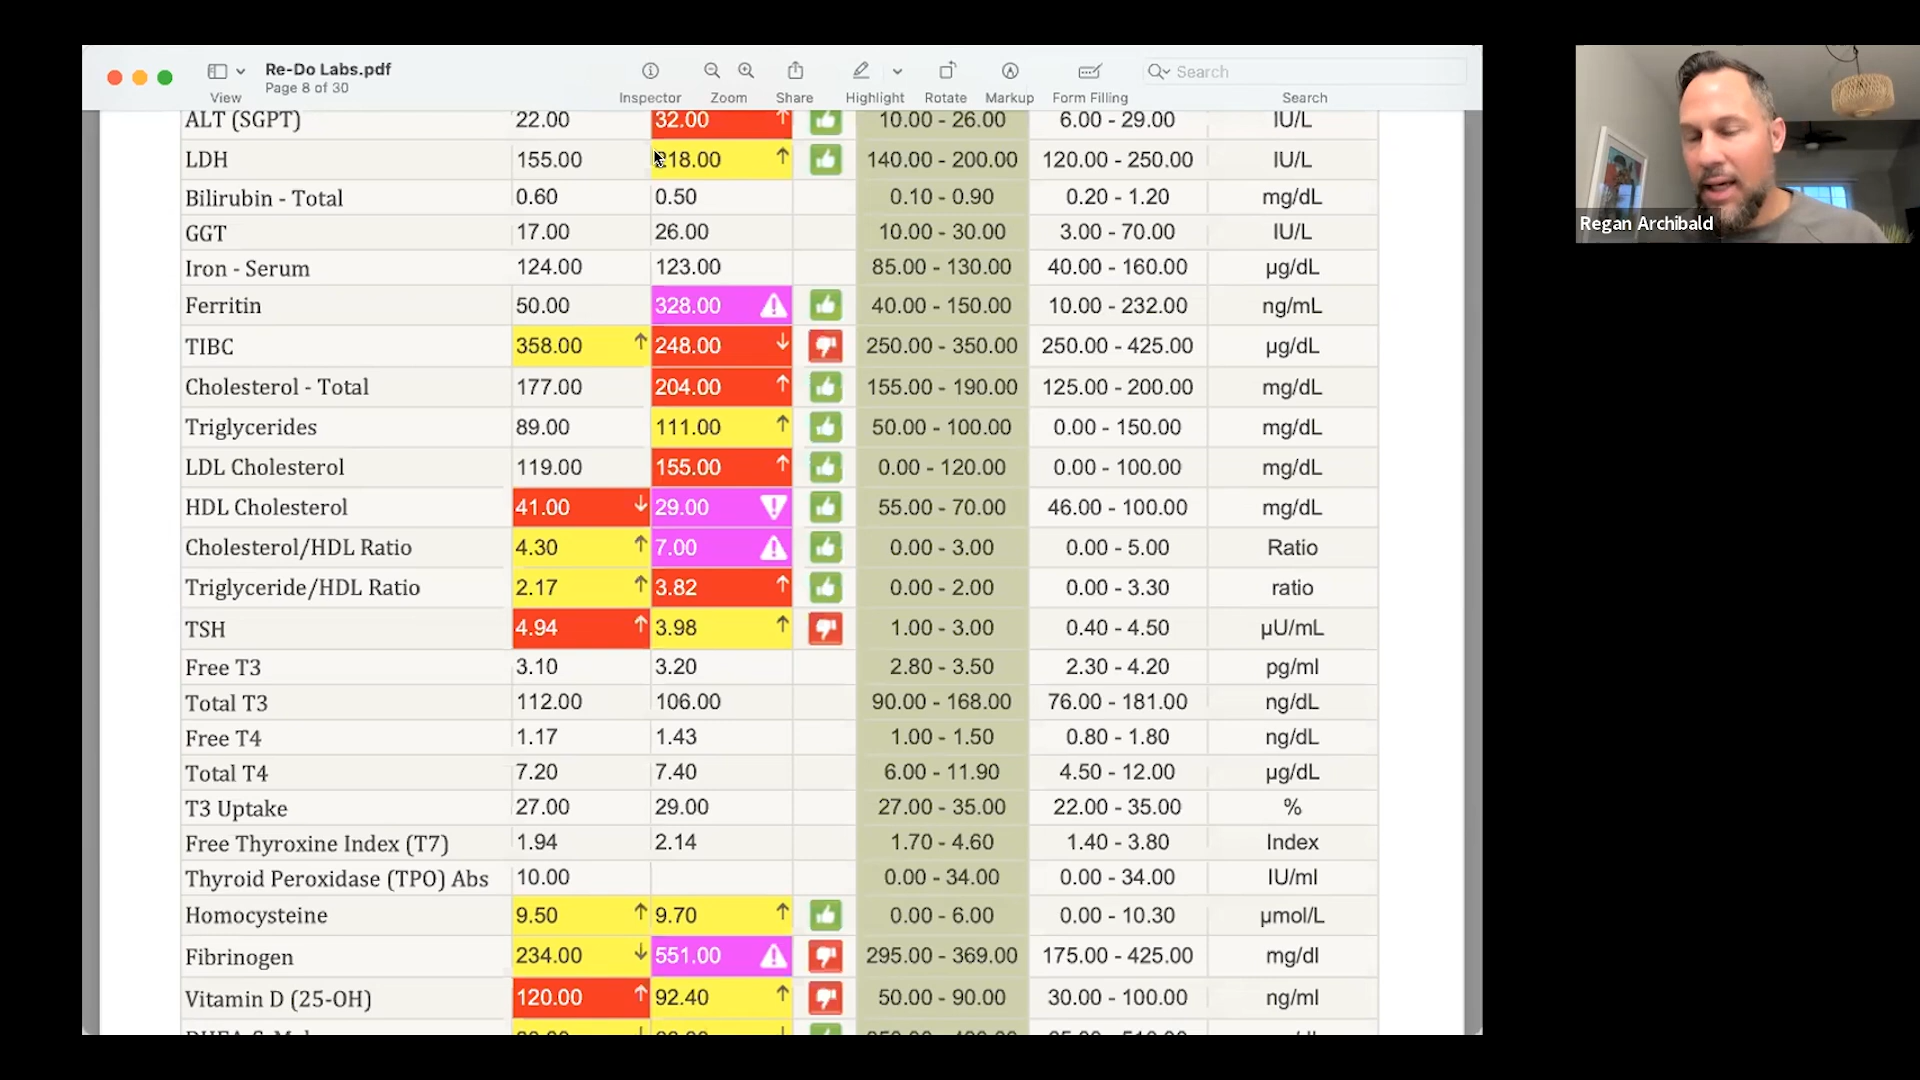 Re-Do Labs.pdf
Page 8 of 30
View Inspector Zoom Share Highlight Rotate Markup Form Filling Search Search
ALT (SGPT) 22.00 32.00 ↑ 10.00 - 26.00 6.00 - 29.00 IU/L
LDH 155.00 218.00 ↑ 140.00 - 200.00 120.00 - 250.00 IU/L
Bilirubin - Total 0.60 0.50 0.10 - 0.90 0.20 - 1.20 mg/dL
GGT 17.00 26.00 10.00 - 30.00 3.00 - 70.00 IU/L
Iron - Serum 124.00 123.00 85.00 - 130.00 40.00 - 160.00 µg/dL
Ferritin 50.00 328.00 40.00 - 150.00 10.00 - 232.00 ng/mL
TIBC 358.00 ↑ 248.00 ↓ 250.00 - 350.00 250.00 - 425.00 µg/dL
Cholesterol - Total 177.00 204.00 ↑ 155.00 - 190.00 125.00 - 200.00 mg/dL
Triglycerides 89.00 111.00 ↑ 50.00 - 100.00 0.00 - 150.00 mg/dL
LDL Cholesterol 119.00 155.00 ↑ 0.00 - 120.00 0.00 - 100.00 mg/dL
HDL Cholesterol 41.00 ↓ 29.00 55.00 - 70.00 46.00 - 100.00 mg/dL
Cholesterol/HDL Ratio 4.30 ↑ 7.00 0.00 - 3.00 0.00 - 5.00 Ratio
Triglyceride/HDL Ratio 2.17 ↑ 3.82 ↑ 0.00 - 2.00 0.00 - 3.30 ratio
TSH 4.94 ↑ 3.98 ↑ 1.00 - 3.00 0.40 - 4.50 µU/mL
Free T3 3.10 3.20 2.80 - 3.50 2.30 - 4.20 pg/ml
Total T3 112.00 106.00 90.00 - 168.00 76.00 - 181.00 ng/dL
Free T4 1.17 1.43 1.00 - 1.50 0.80 - 1.80 ng/dL
Total T4 7.20 7.40 6.00 - 11.90 4.50 - 12.00 µg/dL
T3 Uptake 27.00 29.00 27.00 - 35.00 22.00 - 35.00 %
Free Thyroxine Index (T7) 1.94 2.14 1.70 - 4.60 1.40 - 3.80 Index
Thyroid Peroxidase (TPO) Abs 10.00 0.00 - 34.00 0.00 - 34.00 IU/ml
Homocysteine 9.50 ↑ 9.70 ↑ 0.00 - 6.00 0.00 - 10.30 µmol/L
Fibrinogen 234.00 ↓ 551.00 295.00 - 369.00 175.00 - 425.00 mg/dl
Vitamin D (25-OH) 120.00 ↑ 92.40 ↑ 50.00 - 90.00 30.00 - 100.00 ng/ml
Regan Archibald